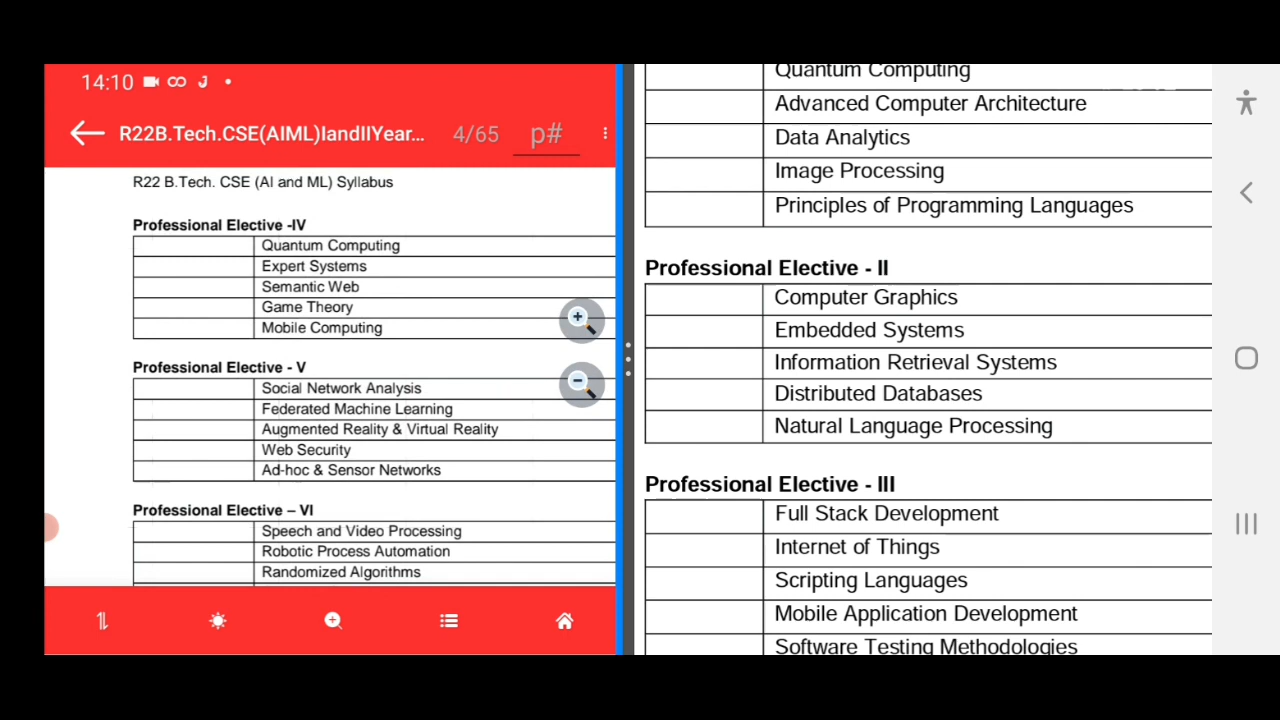 14:10
R22B.Tech.CSE(AIML)IandIIYear...
4/65
p#
R22 B.Tech. CSE (AI and ML) Syllabus
Professional Elective -IV
Quantum Computing
Expert Systems
Semantic Web
Game Theory
Mobile Computing
Professional Elective - V
Social Network Analysis
Federated Machine Learning
Augmented Reality & Virtual Reality
Web Security
Ad-hoc & Sensor Networks
Professional Elective – VI
Speech and Video Processing
Robotic Process Automation
Randomized Algorithms
Quantum Computing
Advanced Computer Architecture
Data Analytics
Image Processing
Principles of Programming Languages
Professional Elective - II
Computer Graphics
Embedded Systems
Information Retrieval Systems
Distributed Databases
Natural Language Processing
Professional Elective - III
Full Stack Development
Internet of Things
Scripting Languages
Mobile Application Development
Software Testing Methodologies